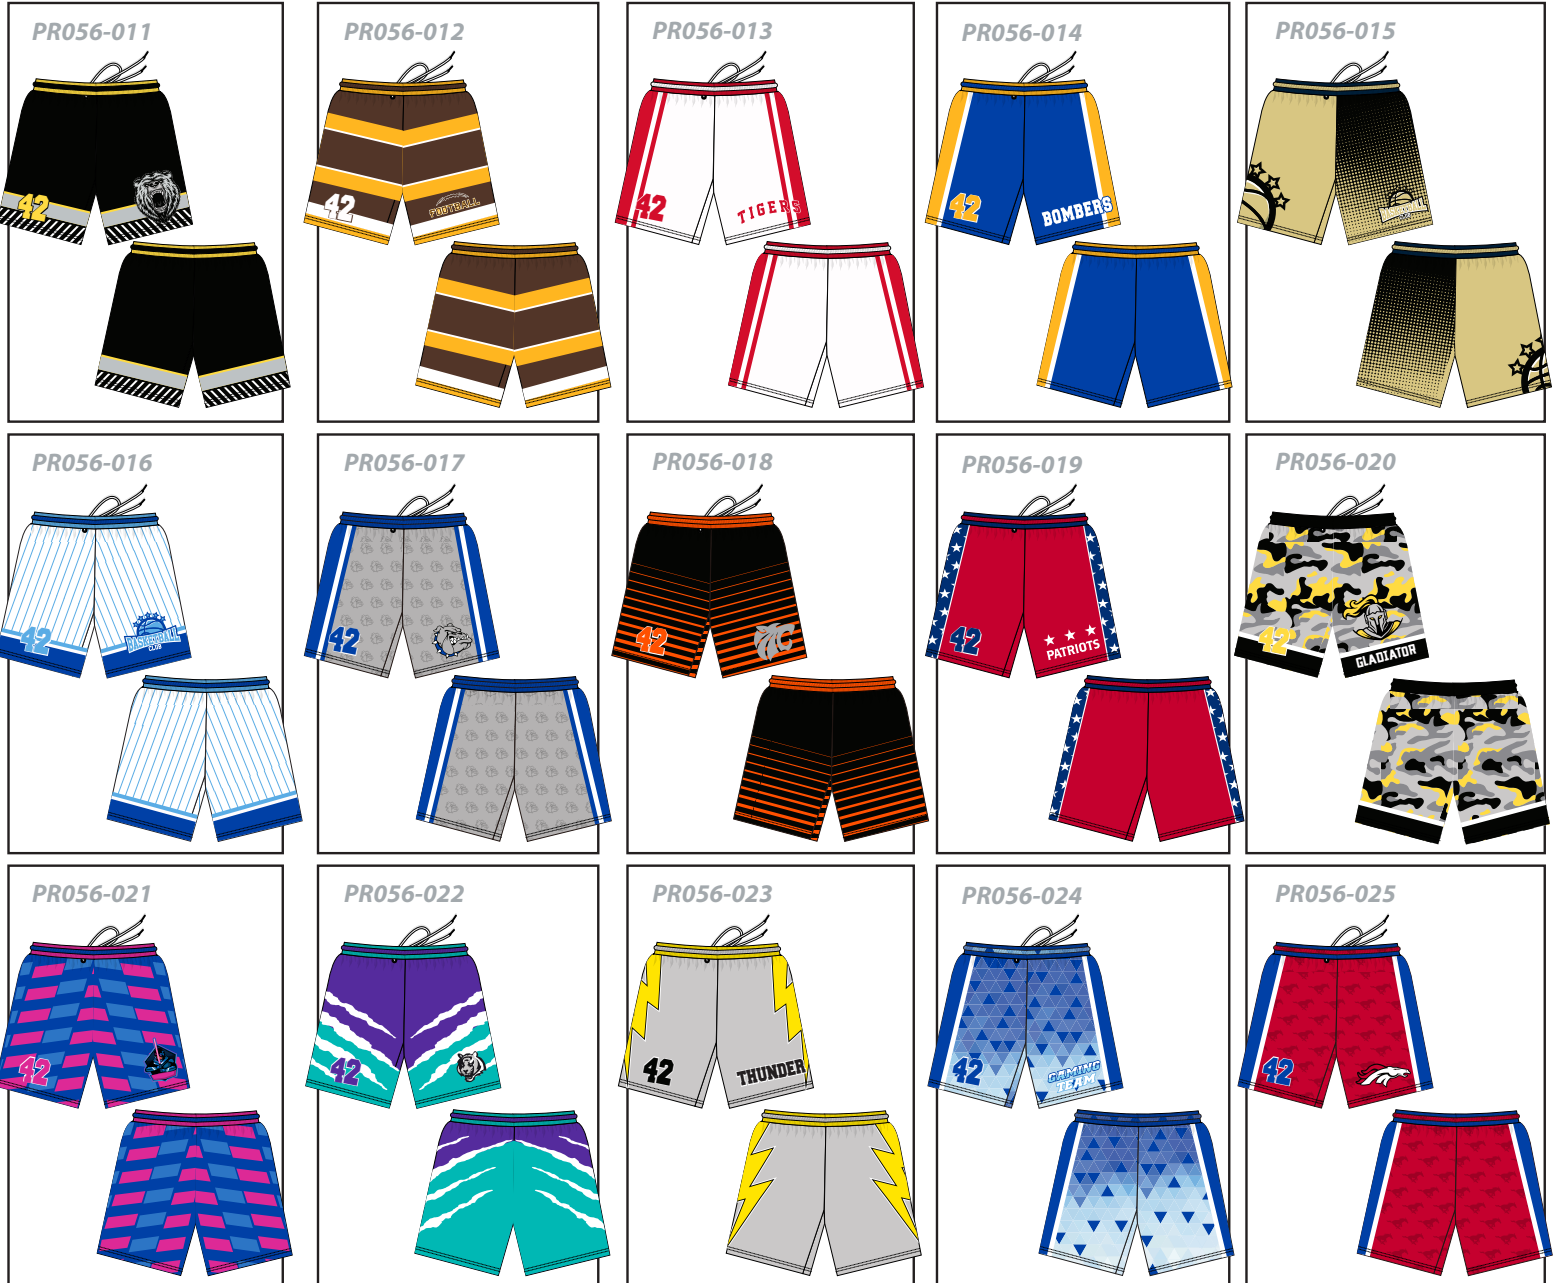 PR056-011
42
PR056-012
42
FOOTBALL
PR056-013
42
TIGERS
PR056-014
42
BOMBERS
PR056-015
BASKETBALL
PR056-016
42
BASKETBALL
CLUB
PR056-017
42
PR056-018
42
PR056-019
42
PATRIOTS
PR056-020
42
GLADIATOR
PR056-021
42
PR056-022
42
PR056-023
42
THUNDER
PR056-024
42
GAMING
TEAM
PR056-025
42